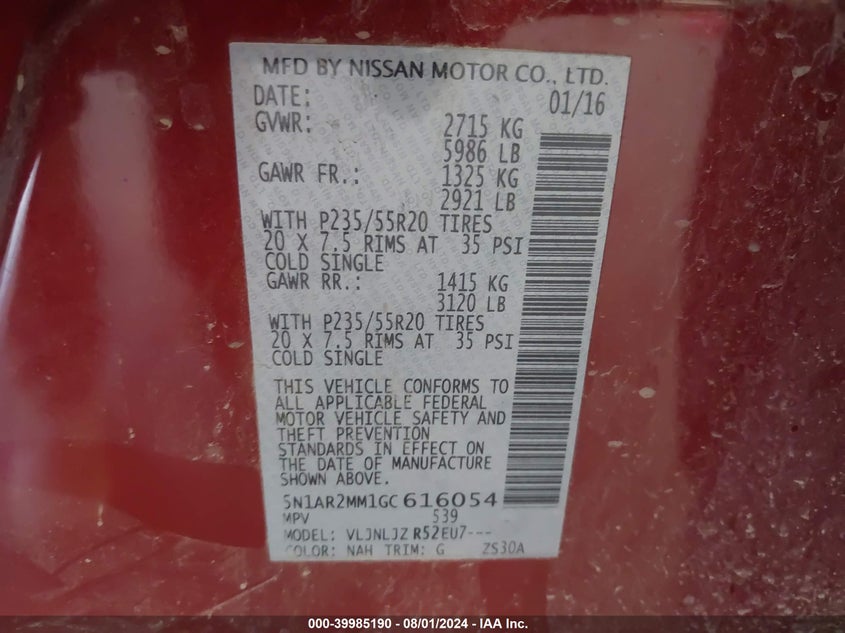 MFD BY NISSAN MOTOR CO., LTD.
DATE: 01/16
GVWR: 2715 KG
5986 LB
GAWR FR.: 1325 KG
2921 LB
WITH P235/55R20 TIRES
20 X 7.5 RIMS AT 35 PSI
COLD SINGLE
GAWR RR.: 1415 KG
3120 LB
WITH P235/55R20 TIRES
20 X 7.5 RIMS AT 35 PSI
COLD SINGLE
THIS VEHICLE CONFORMS TO
ALL APPLICABLE FEDERAL
MOTOR VEHICLE SAFETY AND
THEFT PREVENTION
STANDARDS IN EFFECT ON
THE DATE OF MANUFACTURE
SHOWN ABOVE.
5N1AR2MM1GC616054
MPV 539
MODEL: VLJNLJZ R52EU7---
COLOR: NAH TRIM: G ZS30A
000-39985190 - 08/01/2024 - IAA Inc.